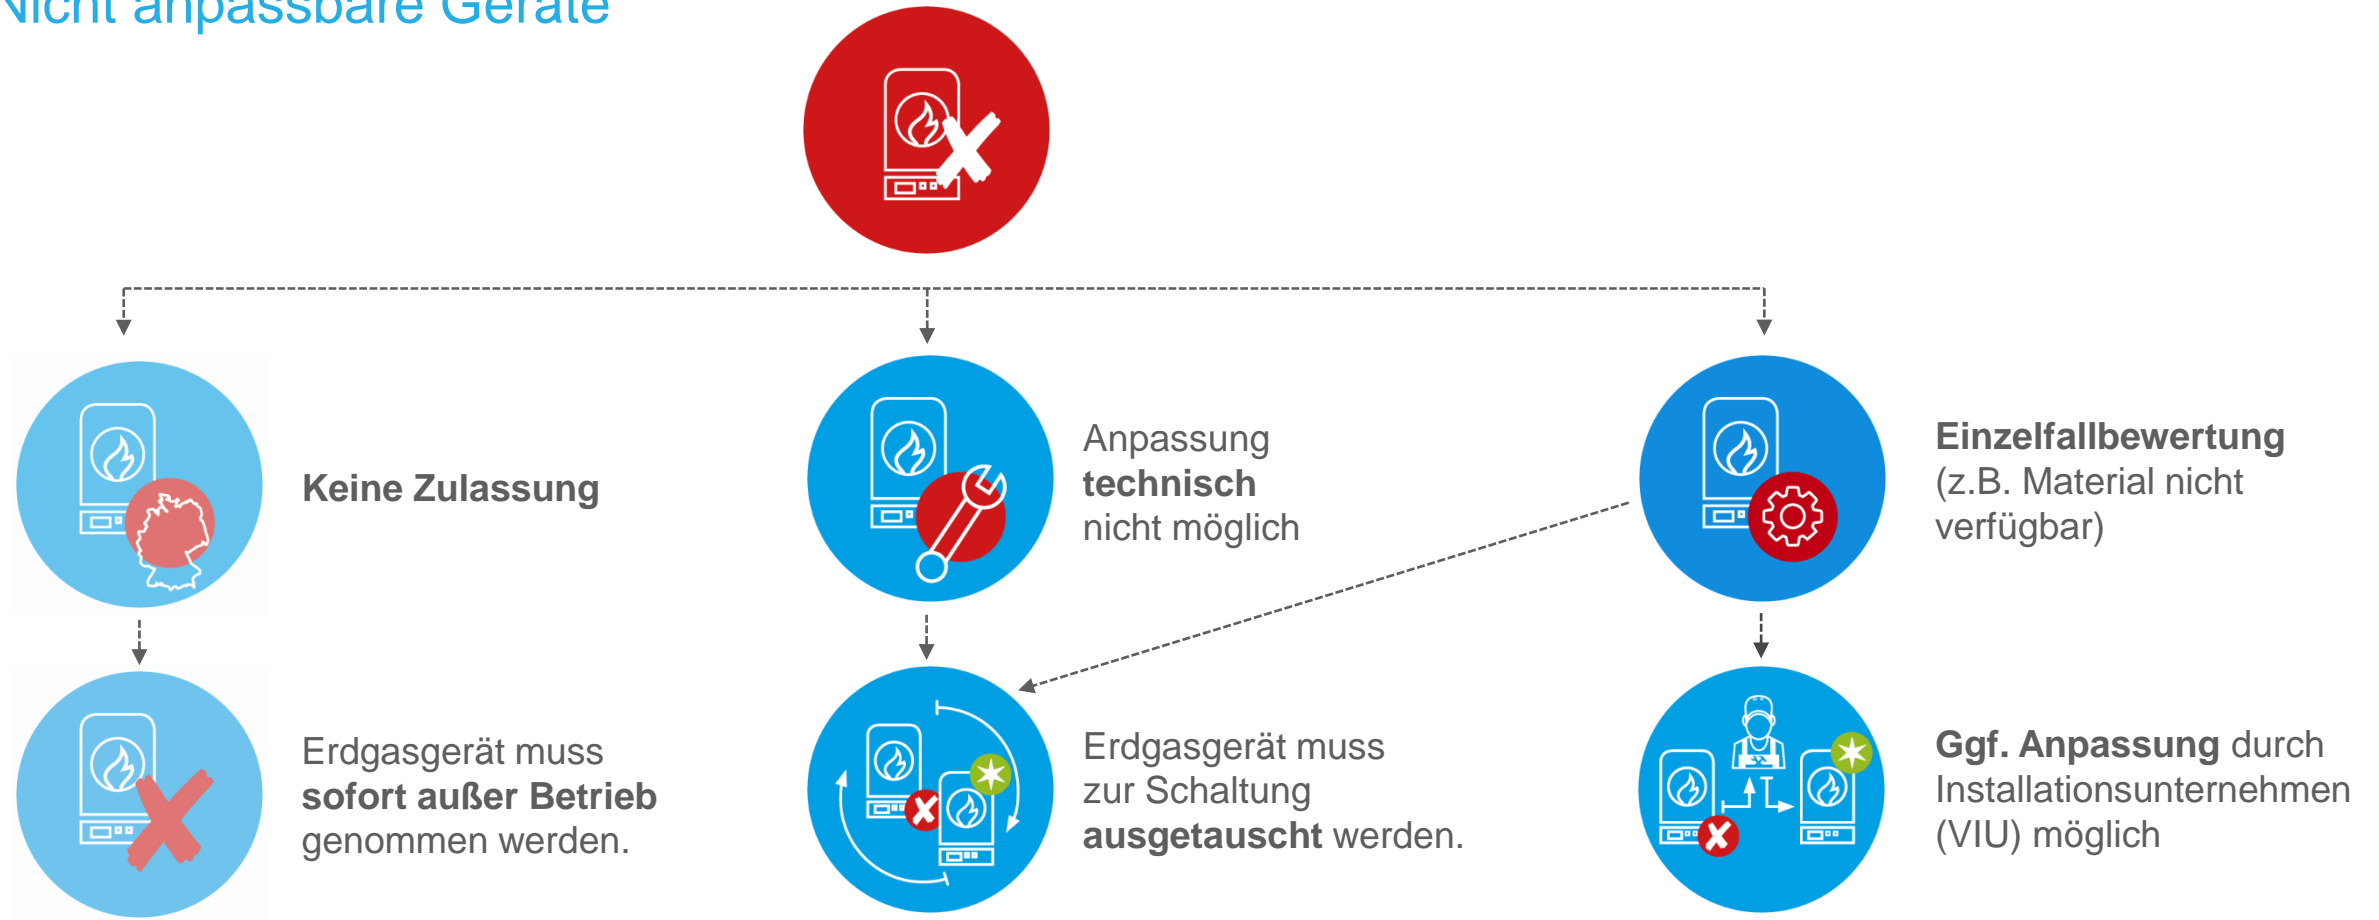 Nicht anpassbare Geräte
Keine Zulassung
Anpassung
technisch
nicht möglich
Einzelfallbewertung
(z.B. Material nicht
verfügbar)
Erdgasgerät muss
sofort außer Betrieb
genommen werden.
Erdgasgerät muss
zur Schaltung
ausgetauscht werden.
Ggf. Anpassung durch
Installationsunternehmen
(VIU) möglich